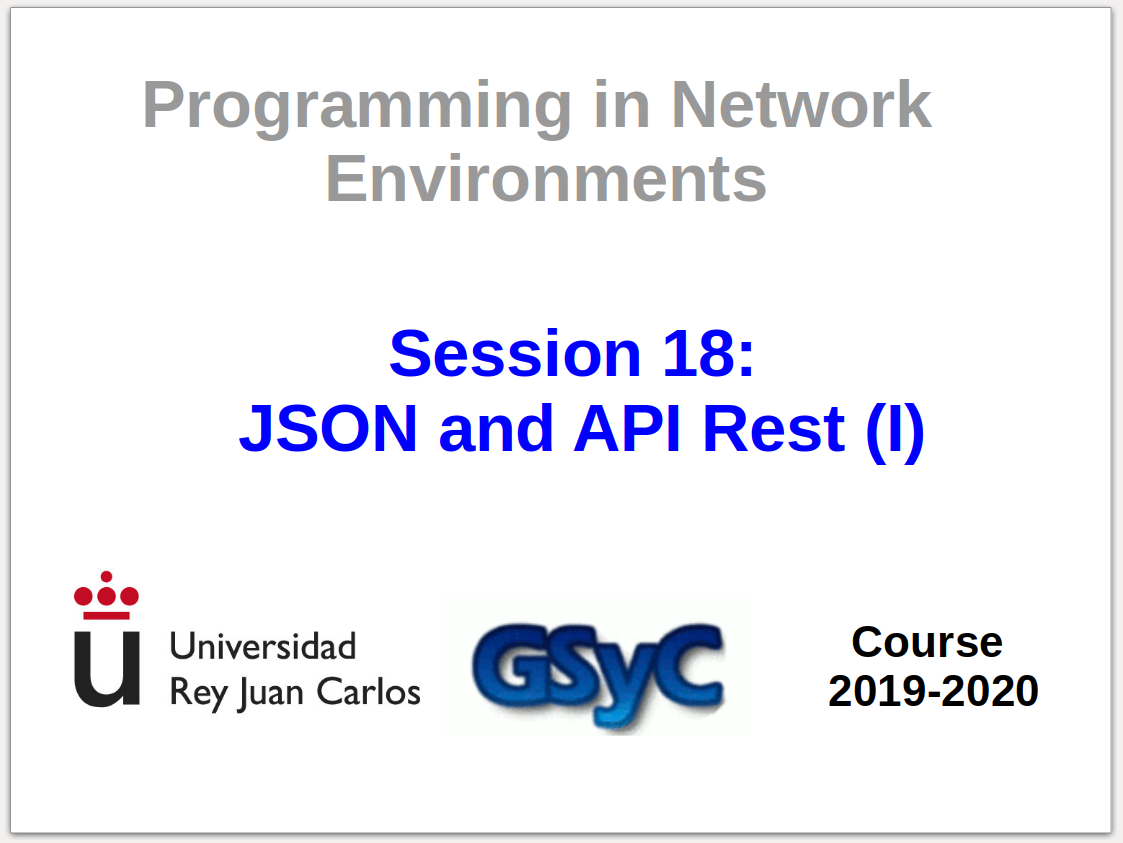 Programming in Network
Environments
Session 18:
JSON and API Rest (I)
u
Universidad
Rey Juan Carlos
GSyC
Course
2019-2020